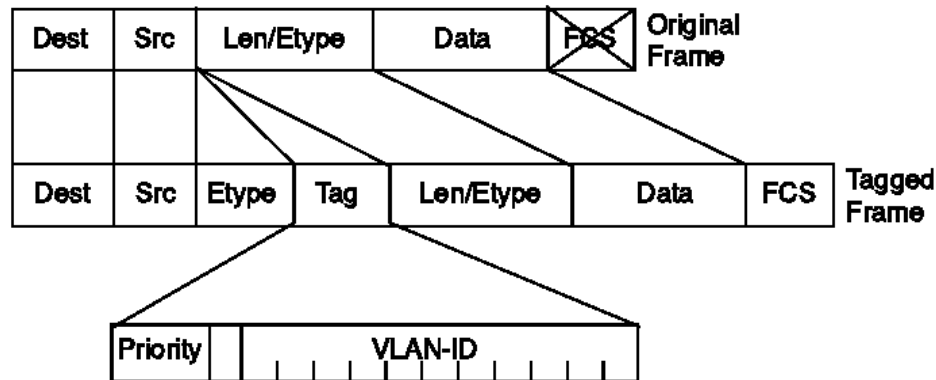 Dest Src Len/Etype Data FCS Original Frame
Dest Src Etype Tag Len/Etype Data FCS Tagged Frame
Priority VLAN-ID